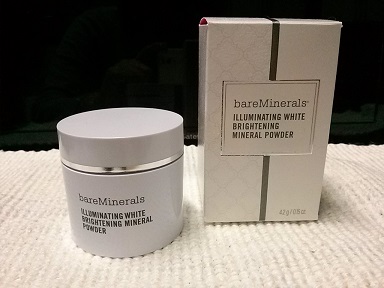 bareMinerals
ILLUMINATING WHITE
BRIGHTENING MINERAL
POWDER
bareMinerals®
ILLUMINATING WHITE
BRIGHTENING
MINERAL POWDER